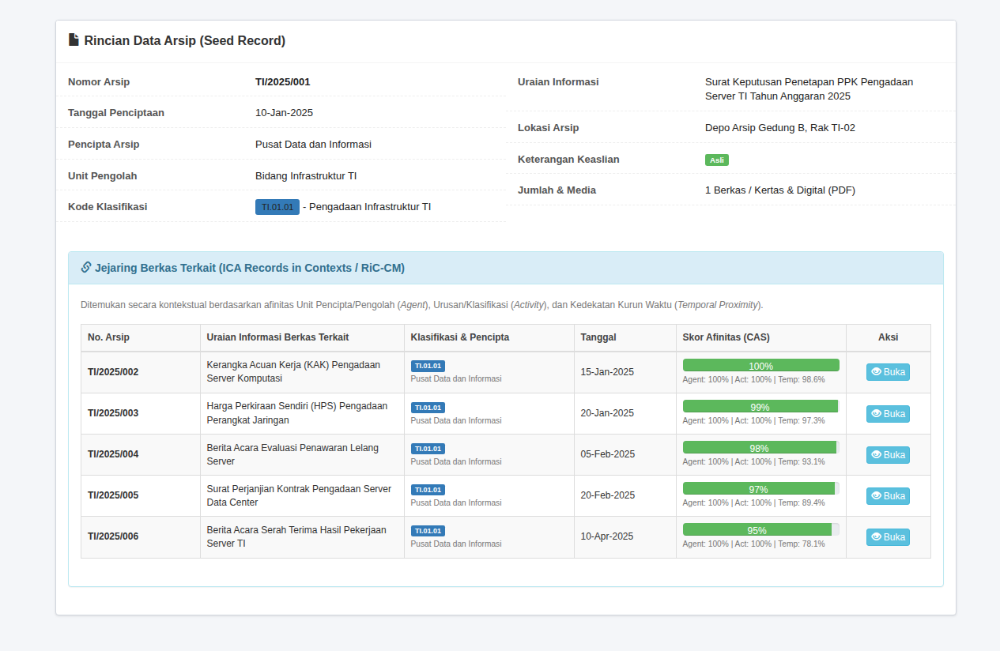 Rincian Data Arsip (Seed Record)
Nomor Arsip TI/2025/001
Tanggal Penciptaan 10-Jan-2025
Pencipta Arsip Pusat Data dan Informasi
Unit Pengolah Bidang Infrastruktur TI
Kode Klasifikasi TI.01.01 - Pengadaan Infrastruktur TI
Uraian Informasi Surat Keputusan Penetapan PPK Pengadaan
Server TI Tahun Anggaran 2025
Lokasi Arsip Depo Arsip Gedung B, Rak TI-02
Keterangan Keaslian Asli
Jumlah & Media 1 Berkas / Kertas & Digital (PDF)
Jejaring Berkas Terkait (ICA Records in Contexts / RiC-CM)
Ditemukan secara kontekstual berdasarkan afinitas Unit Pencipta/Pengolah (Agent), Urusan/Klasifikasi (Activity), dan Kedekatan Kurun Waktu (Temporal Proximity).
No. Arsip Uraian Informasi Berkas Terkait Klasifikasi & Pencipta Tanggal Skor Afinitas (CAS) Aksi
TI/2025/002
Kerangka Acuan Kerja (KAK) Pengadaan
Server Komputasi
TI.01.01
Pusat Data dan Informasi
15-Jan-2025
100%
Agent: 100% | Act: 100% | Temp: 98.6%
Buka
TI/2025/003
Harga Perkiraan Sendiri (HPS) Pengadaan
Perangkat Jaringan
TI.01.01
Pusat Data dan Informasi
20-Jan-2025
99%
Agent: 100% | Act: 100% | Temp: 97.3%
Buka
TI/2025/004
Berita Acara Evaluasi Penawaran Lelang
Server
TI.01.01
Pusat Data dan Informasi
05-Feb-2025
98%
Agent: 100% | Act: 100% | Temp: 93.1%
Buka
TI/2025/005
Surat Perjanjian Kontrak Pengadaan Server
Data Center
TI.01.01
Pusat Data dan Informasi
20-Feb-2025
97%
Agent: 100% | Act: 100% | Temp: 89.4%
Buka
TI/2025/006
Berita Acara Serah Terima Hasil Pekerjaan
Server TI
TI.01.01
Pusat Data dan Informasi
10-Apr-2025
95%
Agent: 100% | Act: 100% | Temp: 78.1%
Buka